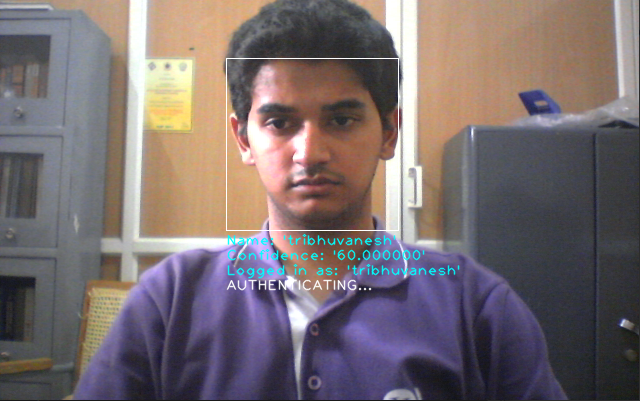 Name: 'tribhuvanesh'
Confidence: '60.000000'
Logged in as: 'tribhuvanesh'
AUTHENTICATING...